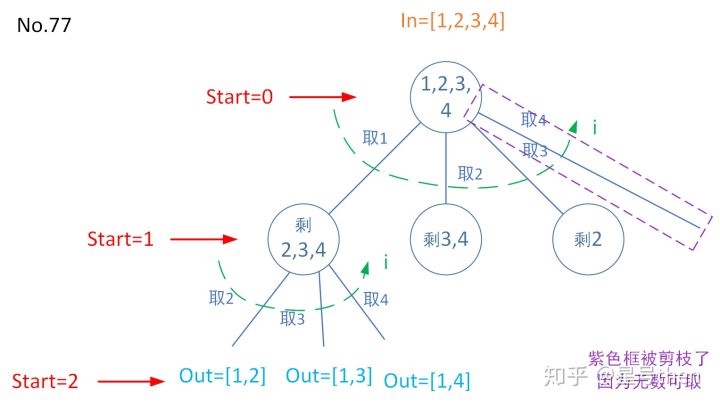 No.77
In=[1,2,3,4]
Start=0
1,2,3,
4
取4
i
取1
取3
取2
Start=1
剩
2,3,4
剩3,4
剩2
i
取2
取3
取4
Start=2
Out=[1,2]
Out=[1,3]
Out=[1,4]
紫色框被剪枝了
因为无数可取
知乎